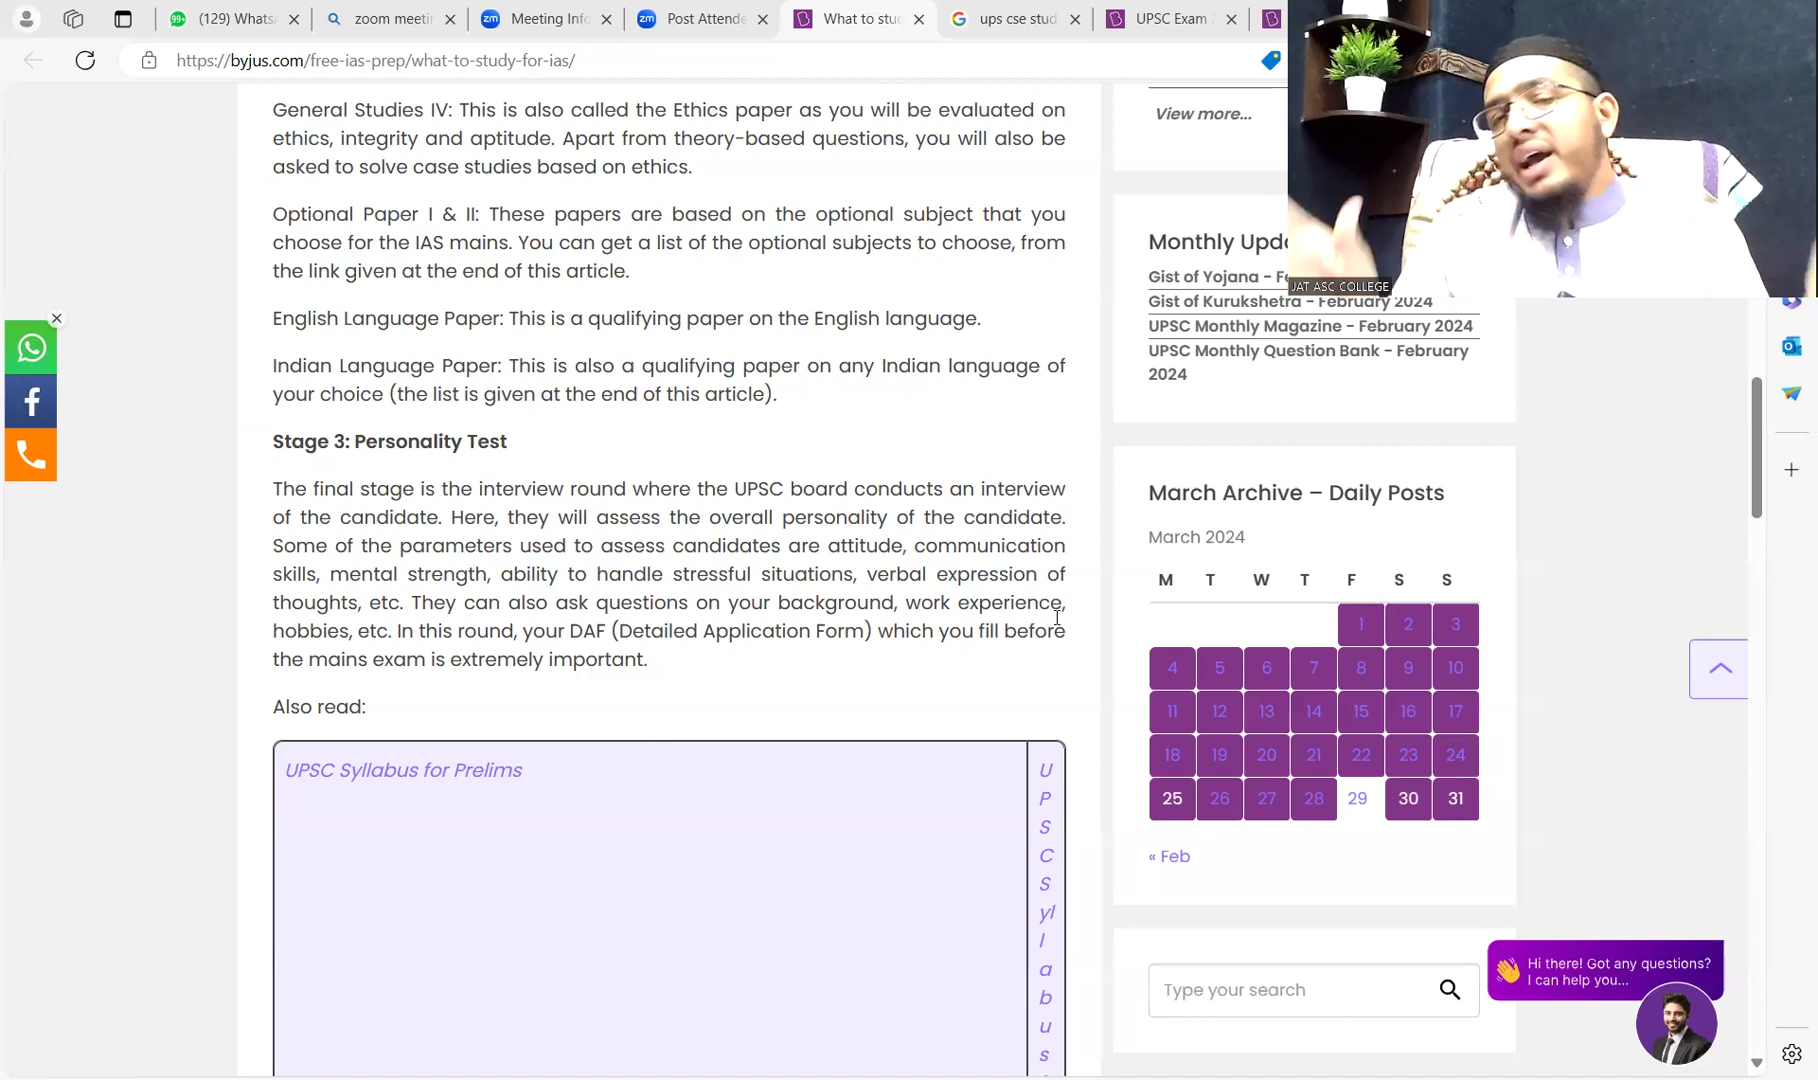 (129) Whats
zoom meeti
Meeting Inf
Post Attende
What to stu
ups cse stud
UPSC Exam
https://byjus.com/free-ias-prep/what-to-study-for-ias/
General Studies IV: This is also called the Ethics paper as you will be evaluated on
ethics, integrity and aptitude. Apart from theory-based questions, you will also be
asked to solve case studies based on ethics.
Optional Paper I & II: These papers are based on the optional subject that you
choose for the IAS mains. You can get a list of the optional subjects to choose, from
the link given at the end of this article.
English Language Paper: This is a qualifying paper on the English language.
Indian Language Paper: This is also a qualifying paper on any Indian language of
your choice (the list is given at the end of this article).
Stage 3: Personality Test
The final stage is the interview round where the UPSC board conducts an interview
of the candidate. Here, they will assess the overall personality of the candidate.
Some of the parameters used to assess candidates are attitude, communication
skills, mental strength, ability to handle stressful situations, verbal expression of
thoughts, etc. They can also ask questions on your background, work experience,
hobbies, etc. In this round, your DAF (Detailed Application Form) which you fill before
the mains exam is extremely important.
Also read:
UPSC Syllabus for Prelims
U
P
S
C
S
yl
l
a
b
u
s
View more...
JAT ASC COLLEGE
Monthly Upd
Gist of Yojana - Fe
Gist of Kurukshetra - February 2024
UPSC Monthly Magazine - February 2024
UPSC Monthly Question Bank - February
2024
March Archive – Daily Posts
March 2024
M T W T F S S
1 2 3
4 5 6 7 8 9 10
11 12 13 14 15 16 17
18 19 20 21 22 23 24
25 26 27 28 29 30 31
« Feb
Type your search
Hi there! Got any questions?
I can help you...